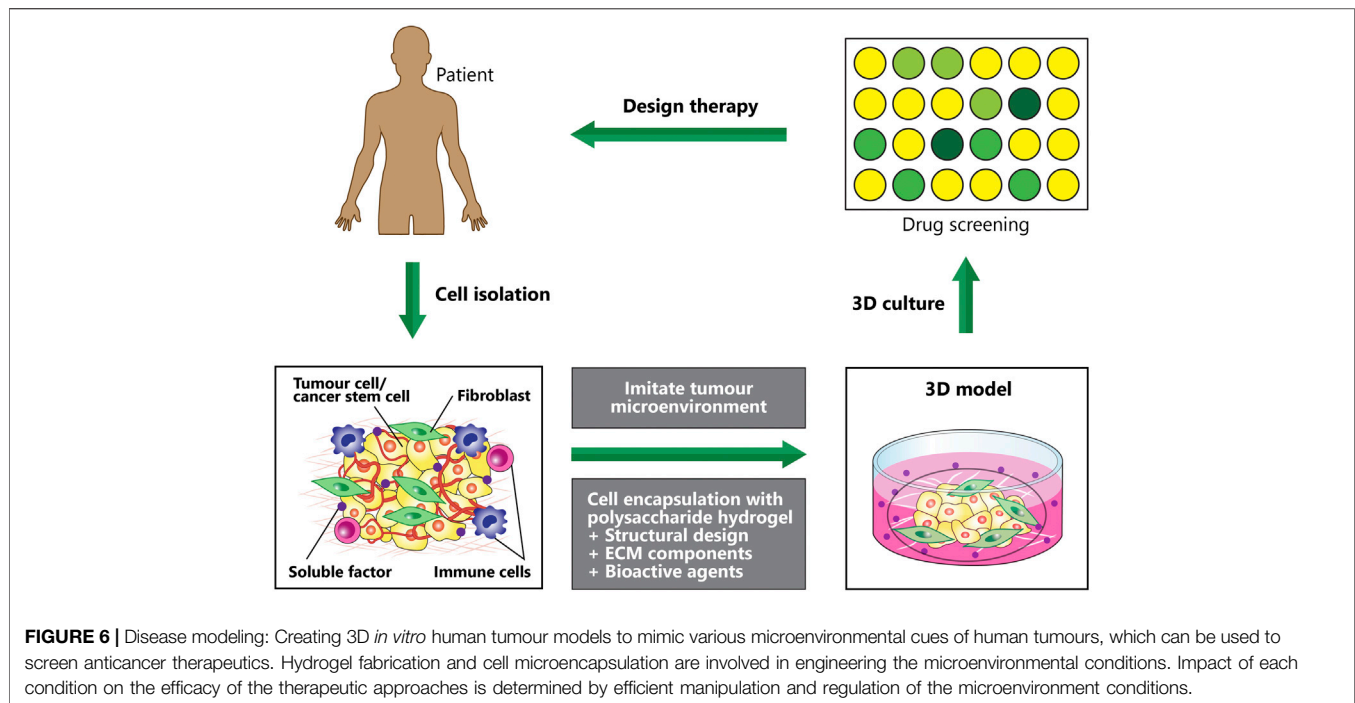 Patient
Design therapy
Drug screening
Cell isolation
3D culture
Tumour cell/
cancer stem cell
Fibroblast
Soluble factor
Immune cells
Imitate tumour
microenvironment
Cell encapsulation with
polysaccharide hydrogel
+ Structural design
+ ECM components
+ Bioactive agents
3D model
FIGURE 6 | Disease modeling: Creating 3D in vitro human tumour models to mimic various microenvironmental cues of human tumours, which can be used to
screen anticancer therapeutics. Hydrogel fabrication and cell microencapsulation are involved in engineering the microenvironmental conditions. Impact of each
condition on the efficacy of the therapeutic approaches is determined by efficient manipulation and regulation of the microenvironment conditions.